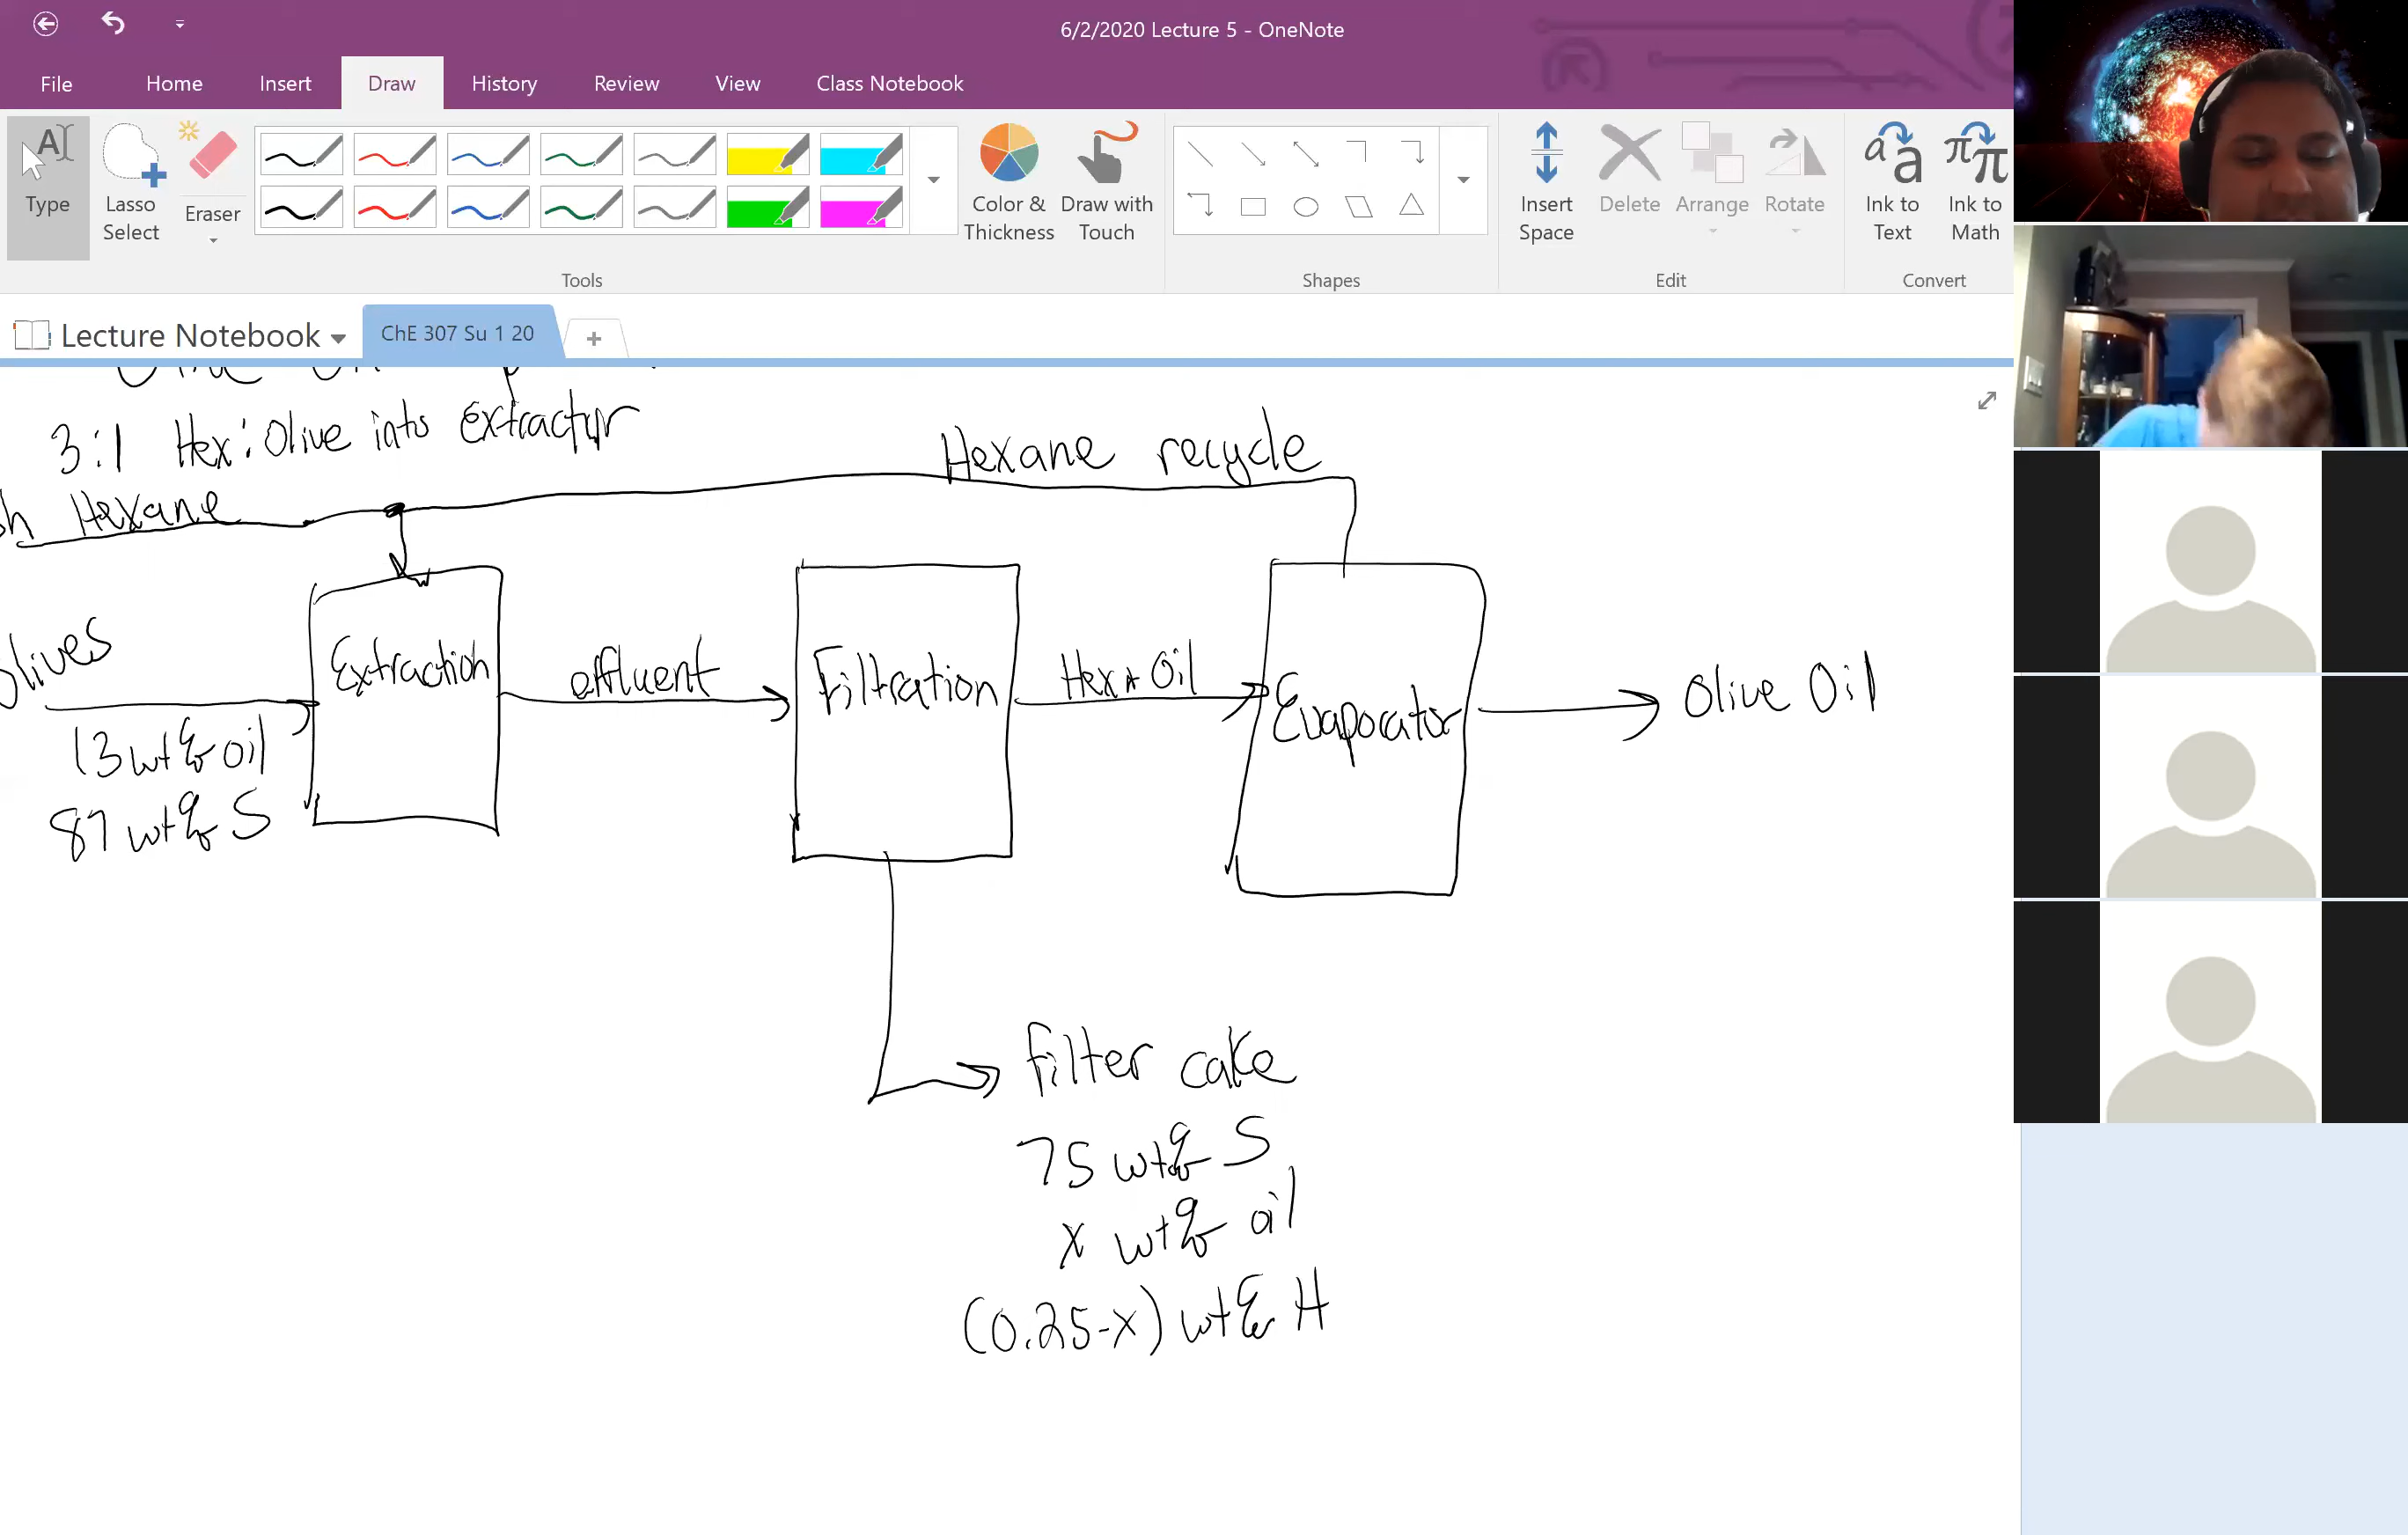 6/2/2020 Lecture 5 - OneNote
File Home Insert Draw History Review View Class Notebook
Type
Lasso Select
Eraser
Color & Thickness
Draw with Touch
Insert Space
Delete
Arrange
Rotate
Ink to Text
Ink to Math
Tools Shapes Edit Convert
Lecture Notebook
ChE 307 Su 1 20
3:1 Hex:Olive into Extractor
Hexane recycle
Hexane
olives
13 wt% oil
87 wt% S
Extraction
effluent
Filtration
Hex + Oil
Evaporator
Olive Oil
Filter cake
75 wt% S
x wt% oil
(0.25-x) wt% H